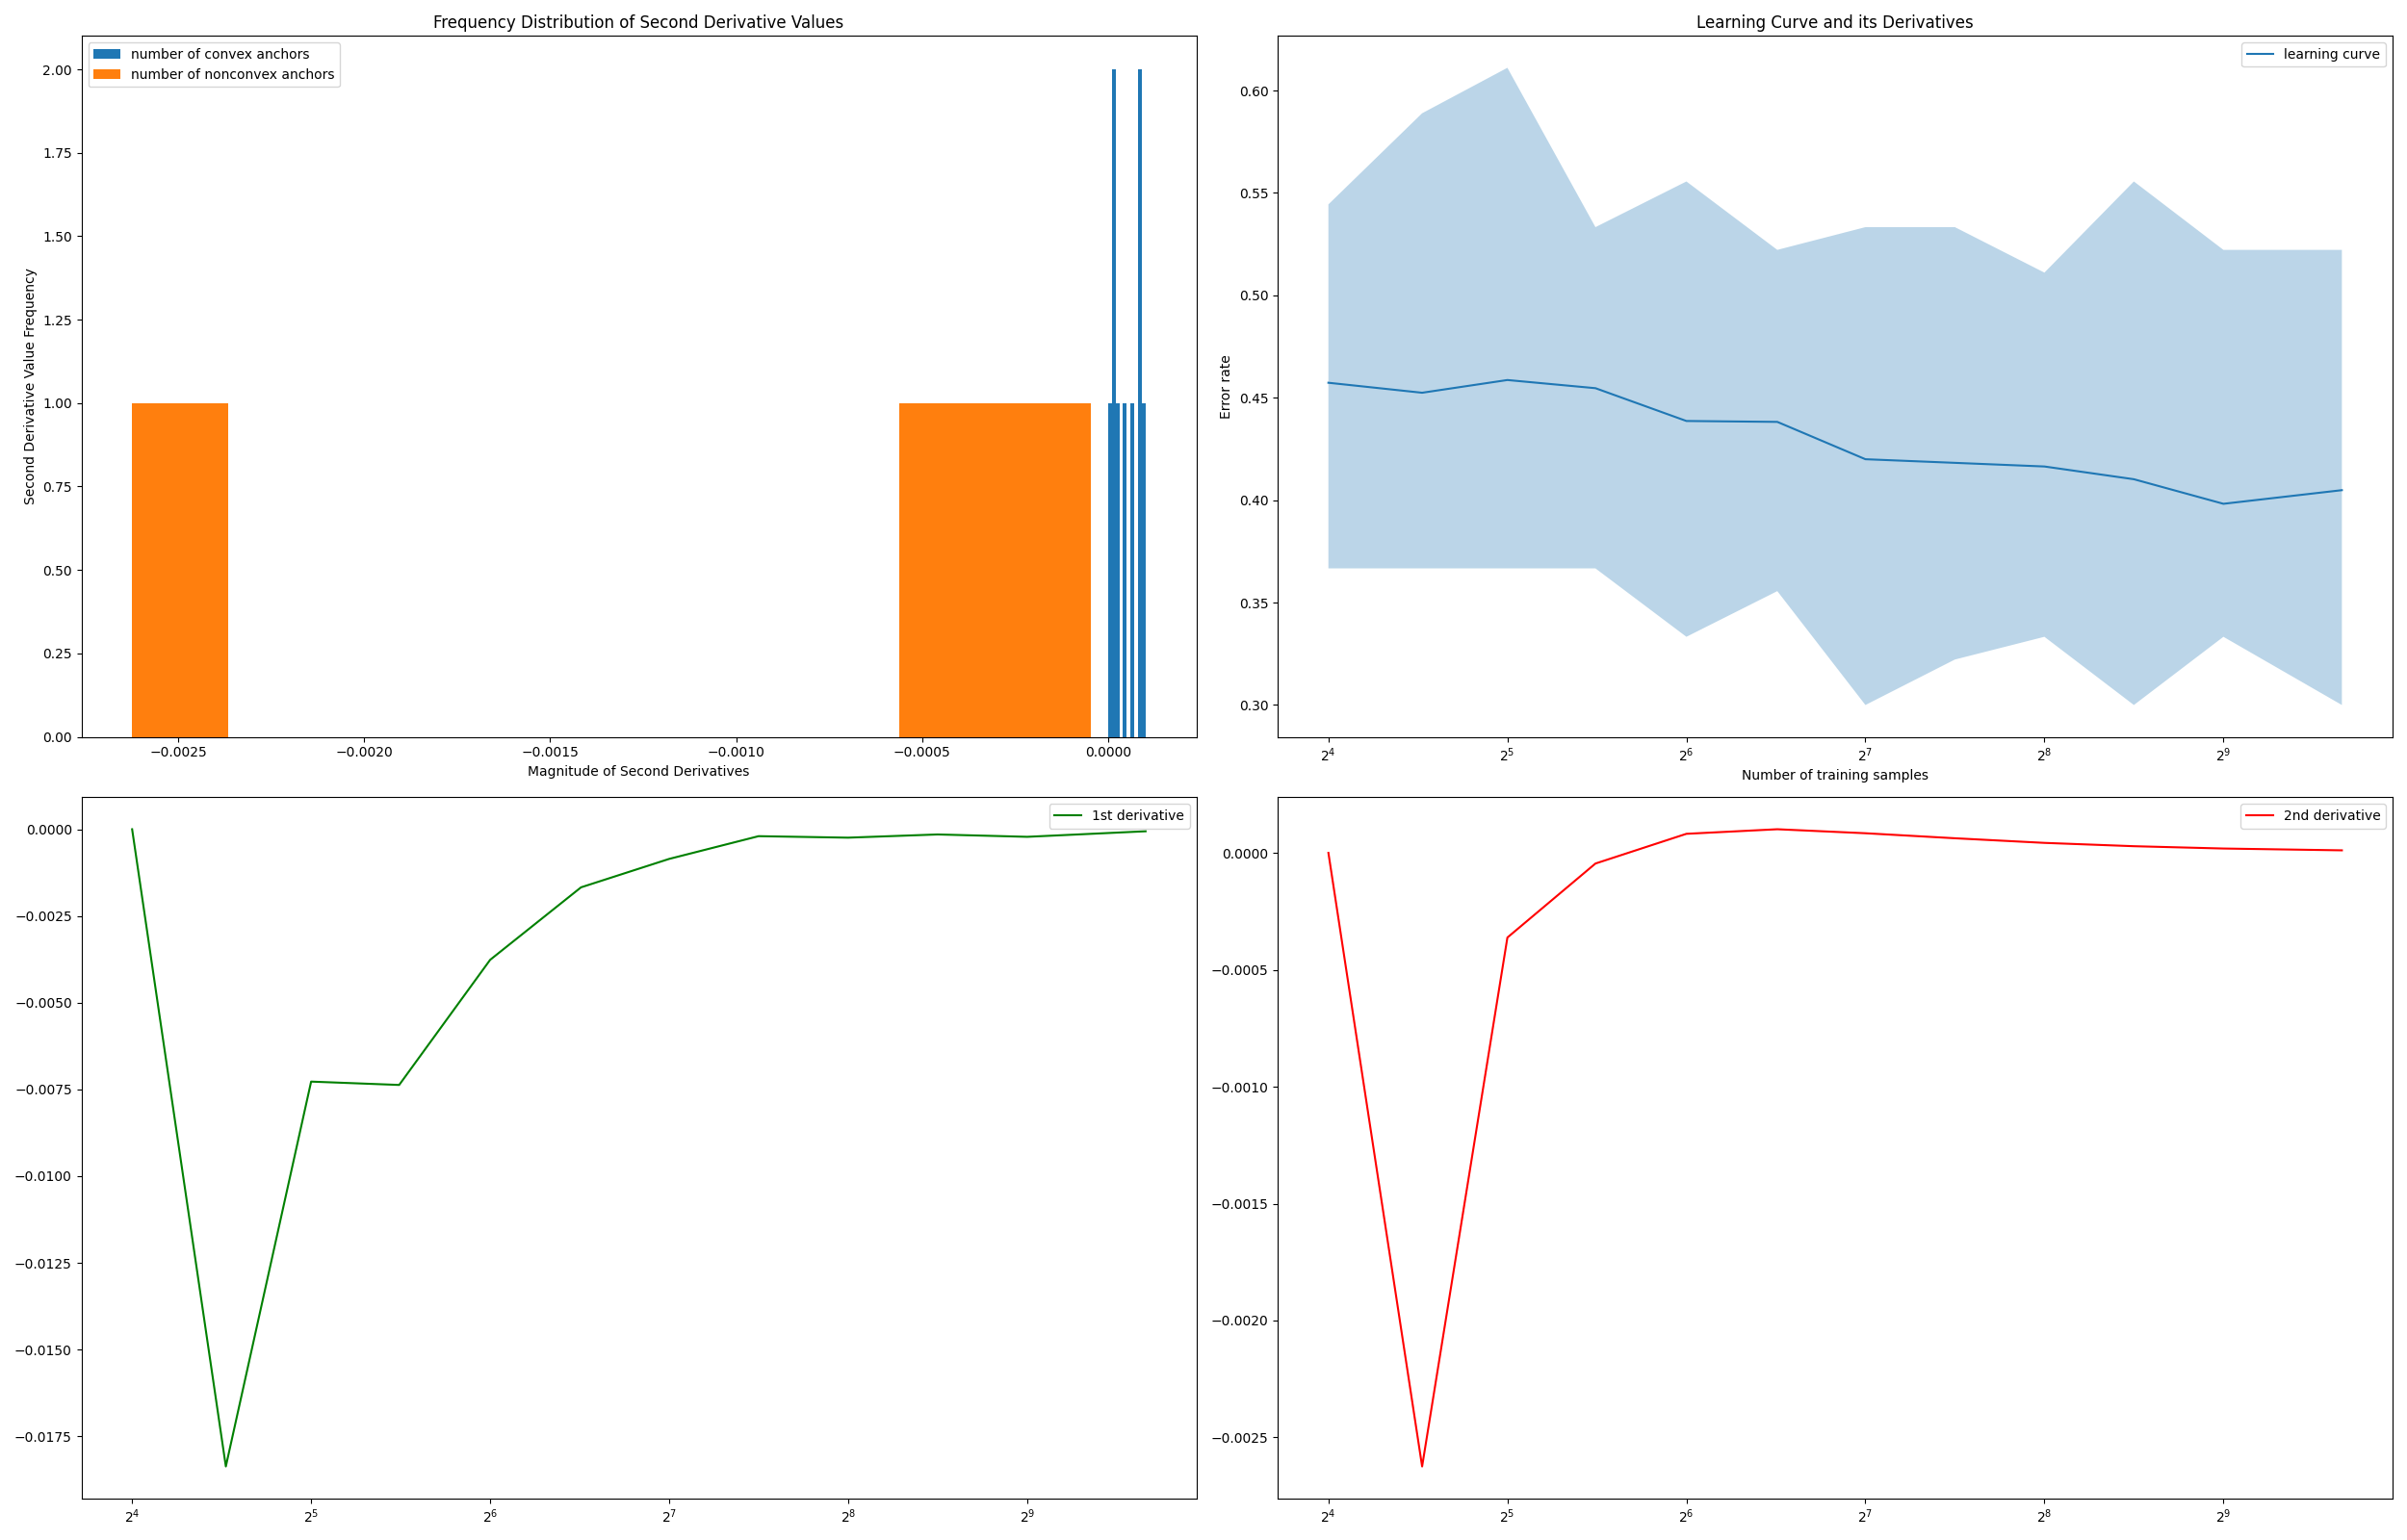 Frequency Distribution of Second Derivative Values
number of convex anchors
number of nonconvex anchors
2.00
1.75
1.50
1.25
1.00
0.75
0.50
0.25
0.00
Second Derivative Value Frequency
−0.0025 −0.0020 −0.0015 −0.0010 −0.0005 0.0000
Magnitude of Second Derivatives
Learning Curve and its Derivatives
learning curve
0.60
0.55
0.50
0.45
0.40
0.35
0.30
Error rate
2⁴ 2⁵ 2⁶ 2⁷ 2⁸ 2⁹
Number of training samples
1st derivative
0.0000
−0.0025
−0.0050
−0.0075
−0.0100
−0.0125
−0.0150
−0.0175
2⁴ 2⁵ 2⁶ 2⁷ 2⁸ 2⁹
2nd derivative
0.0000
−0.0005
−0.0010
−0.0015
−0.0020
−0.0025
2⁴ 2⁵ 2⁶ 2⁷ 2⁸ 2⁹